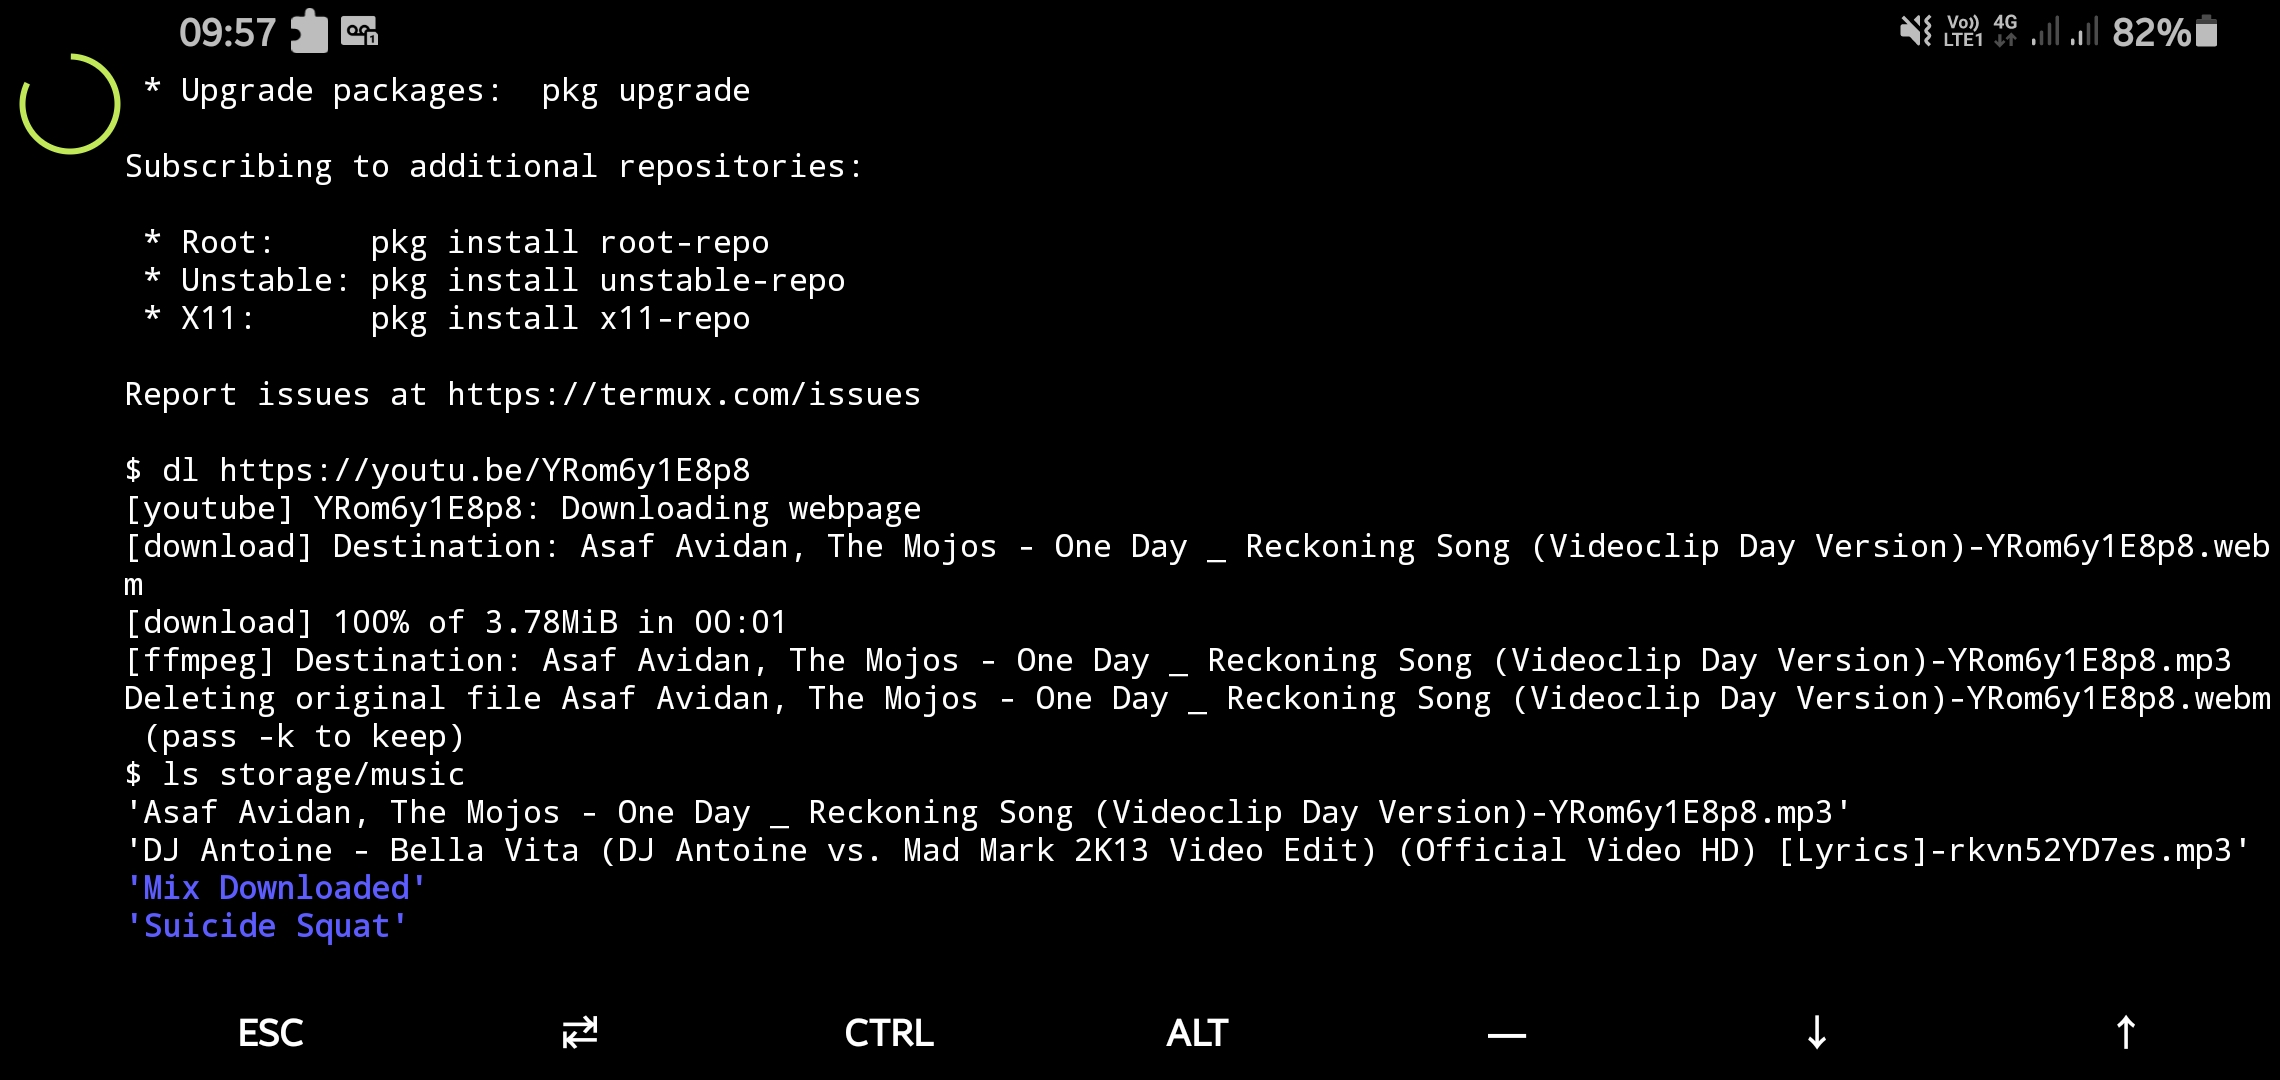 09:57 Vo)) LTE1 4G 82%
* Upgrade packages:  pkg upgrade
Subscribing to additional repositories:
* Root:     pkg install root-repo
* Unstable: pkg install unstable-repo
* X11:      pkg install x11-repo
Report issues at https://termux.com/issues
$ dl https://youtu.be/YRom6y1E8p8
[youtube] YRom6y1E8p8: Downloading webpage
[download] Destination: Asaf Avidan, The Mojos - One Day _ Reckoning Song (Videoclip Day Version)-YRom6y1E8p8.web
m
[download] 100% of 3.78MiB in 00:01
[ffmpeg] Destination: Asaf Avidan, The Mojos - One Day _ Reckoning Song (Videoclip Day Version)-YRom6y1E8p8.mp3
Deleting original file Asaf Avidan, The Mojos - One Day _ Reckoning Song (Videoclip Day Version)-YRom6y1E8p8.webm
(pass -k to keep)
$ ls storage/music
'Asaf Avidan, The Mojos - One Day _ Reckoning Song (Videoclip Day Version)-YRom6y1E8p8.mp3'
'DJ Antoine - Bella Vita (DJ Antoine vs. Mad Mark 2K13 Video Edit) (Official Video HD) [Lyrics]-rkvn52YD7es.mp3'
'Mix Downloaded'
'Suicide Squat'
ESC ⇄ CTRL ALT — ↓ ↑